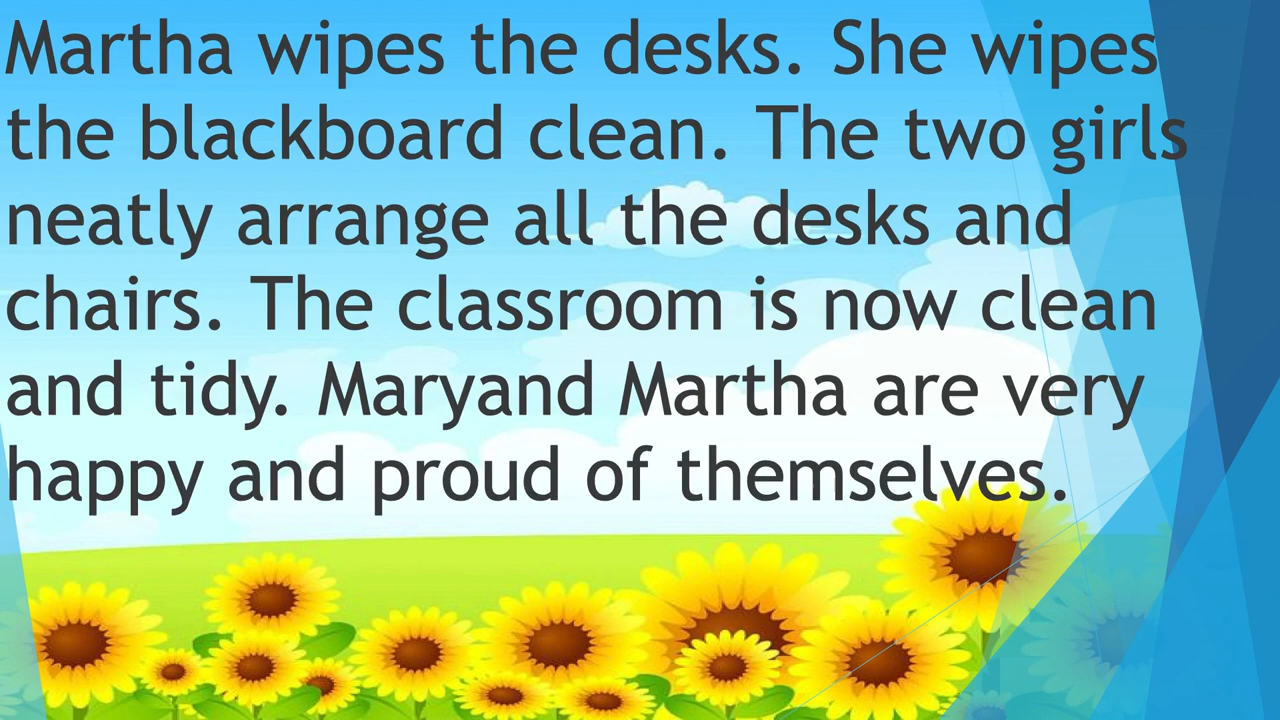 Martha wipes the desks. She wipes
the blackboard clean. The two girls
neatly arrange all the desks and
chairs. The classroom is now clean
and tidy. Maryand Martha are very
happy and proud of themselves.